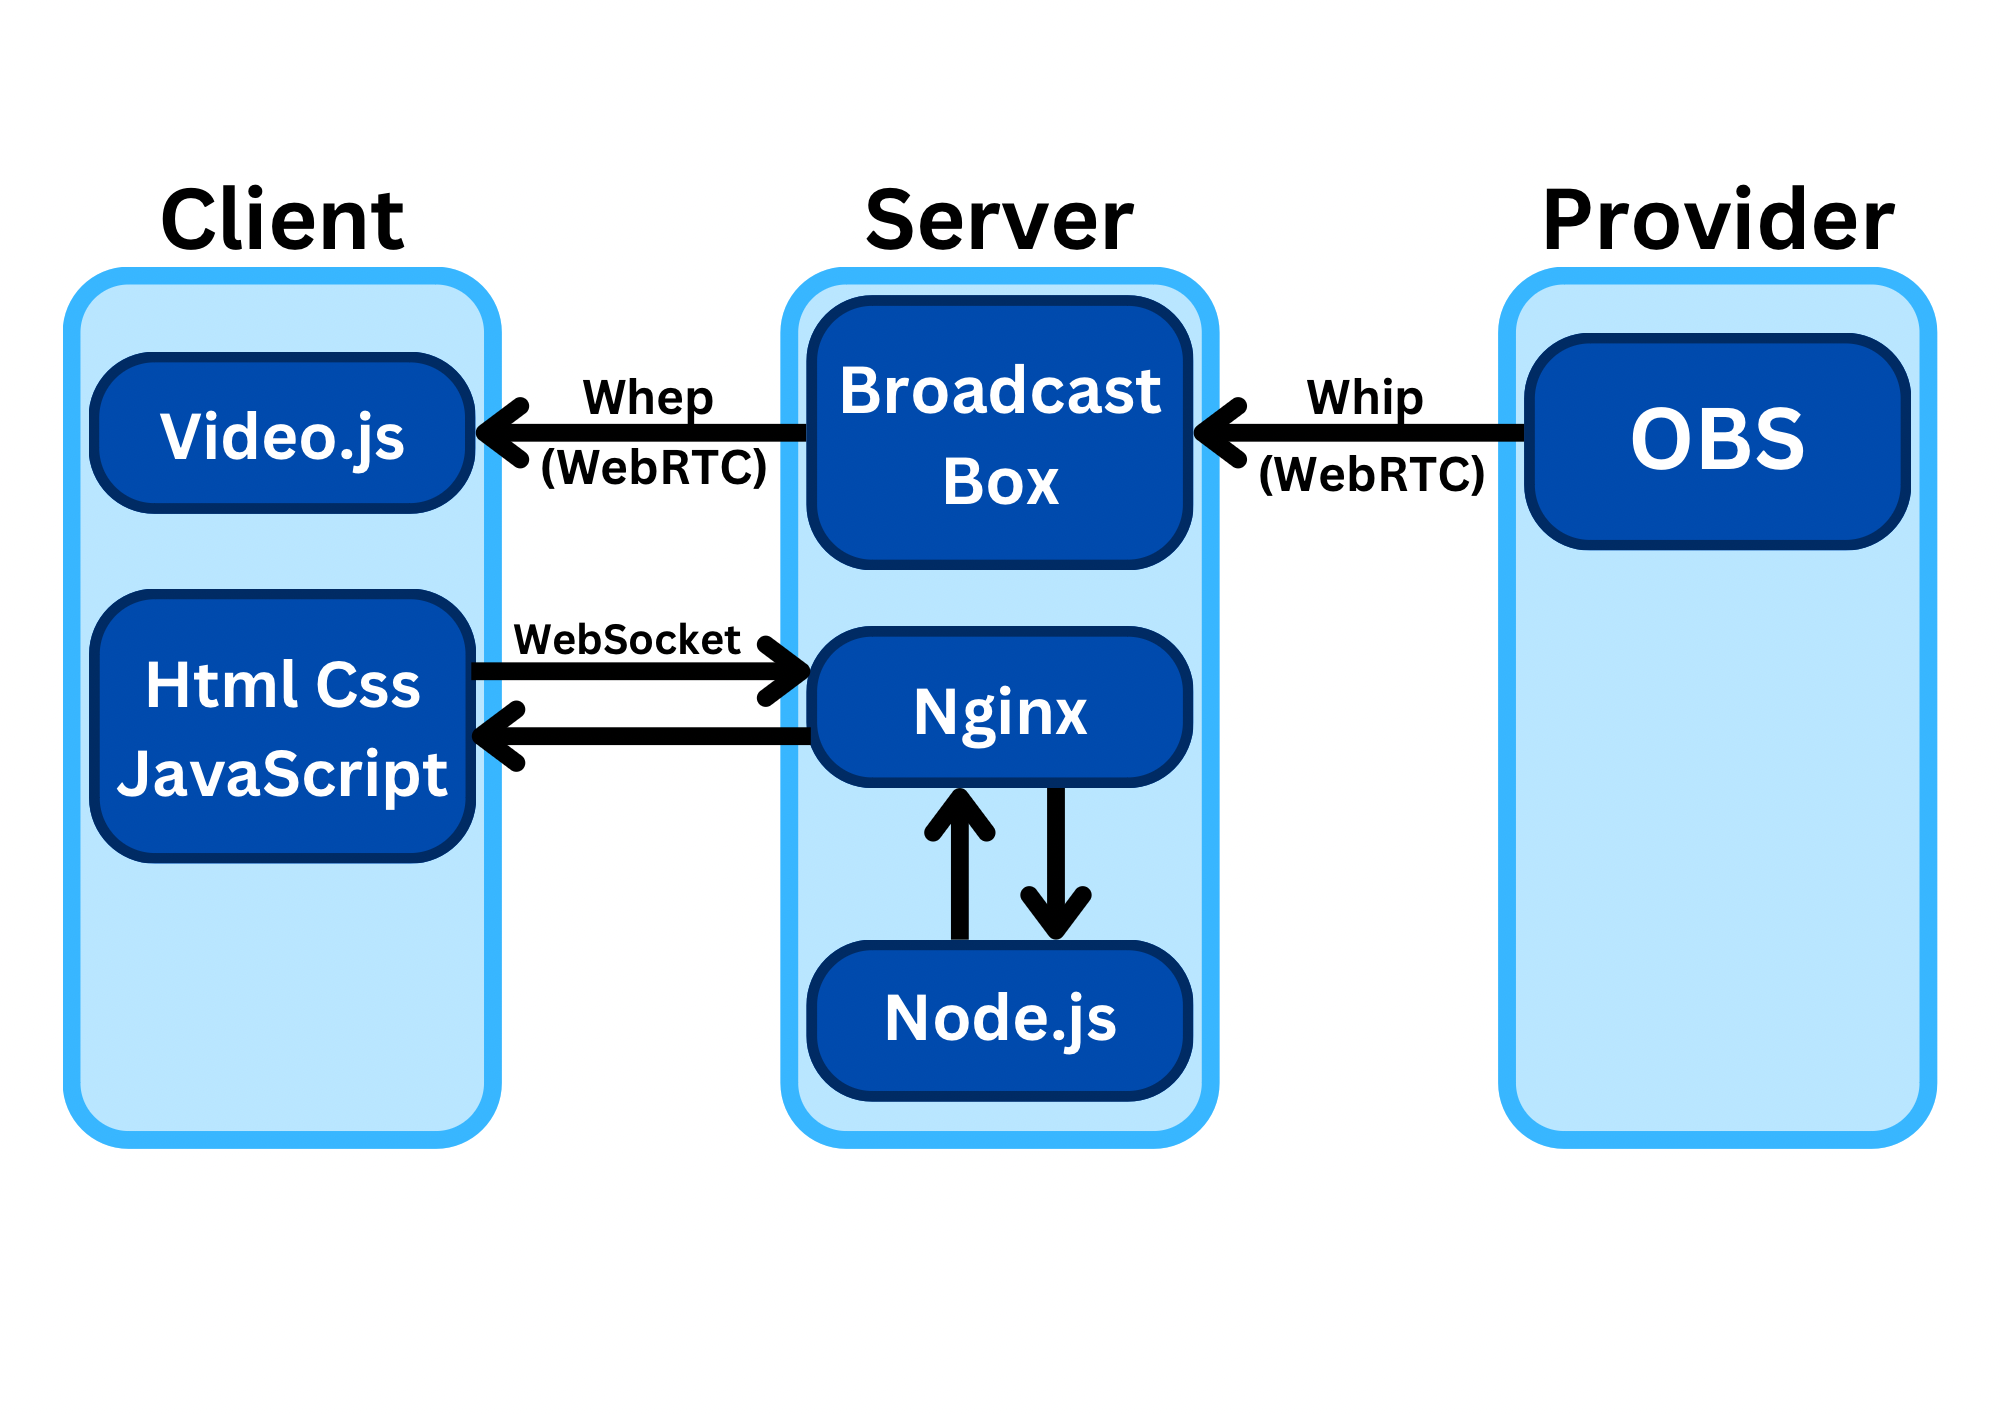 Client
Server
Provider
Video.js
Whep
(WebRTC)
Broadcast
Box
Whip
(WebRTC)
OBS
Html Css
JavaScript
WebSocket
Nginx
Node.js